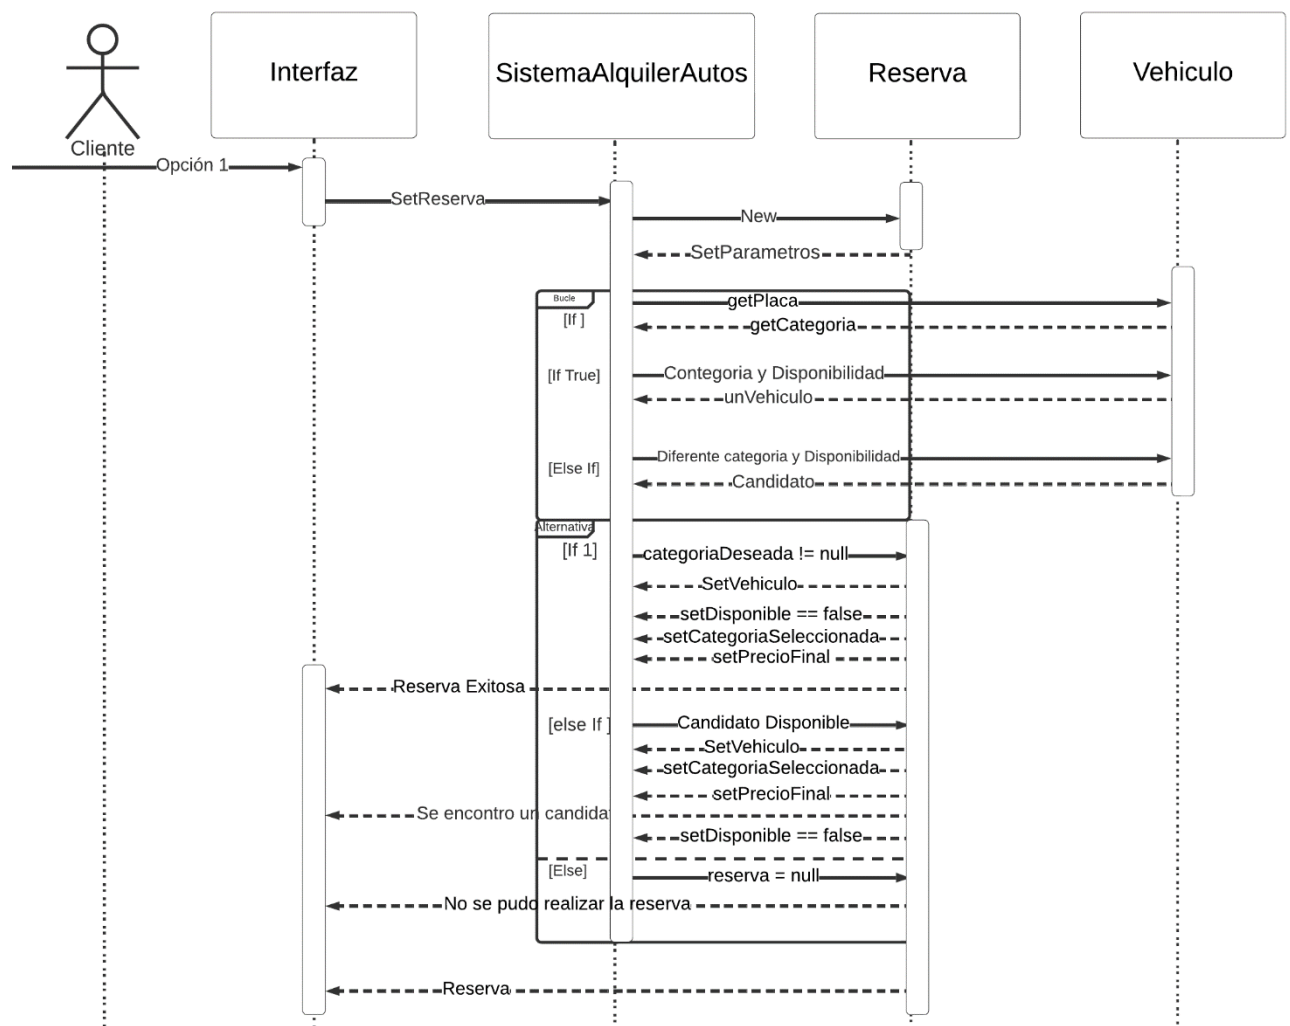 Cliente
Interfaz
SistemaAlquilerAutos
Reserva
Vehiculo
Opción 1
SetReserva
New
SetParametros
Bucle
[If ]
getPlaca
getCategoria
[If True]
Contegoria y Disponibilidad
unVehiculo
[Else If]
Diferente categoria y Disponibilidad
Candidato
Alternativa
[If 1]
categoriaDeseada != null
SetVehiculo
setDisponible == false
setCategoriaSeleccionada
setPrecioFinal
Reserva Exitosa
[else If ]
Candidato Disponible
SetVehiculo
setCategoriaSeleccionada
setPrecioFinal
Se encontro un candidat
setDisponible == false
[Else]
reserva = null
No se pudo realizar la reserva
Reserva